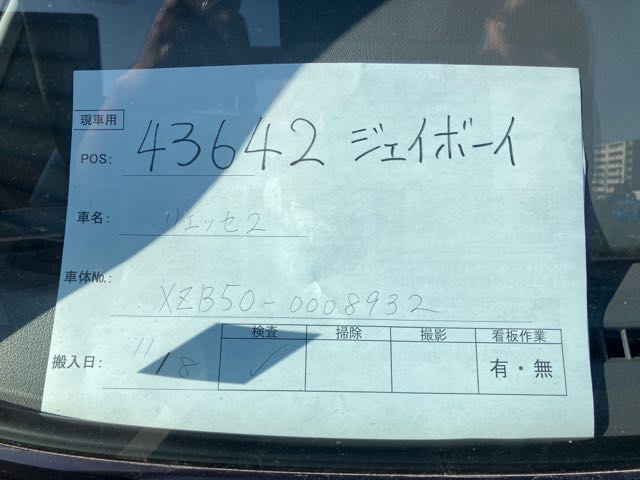 現車用
POS: 43642 ジェイボーイ
車名: リエッセ2
車体No.: XZB50-0008932
検査 掃除 撮影 看板作業
搬入日: 11/8 ✓ 有・無